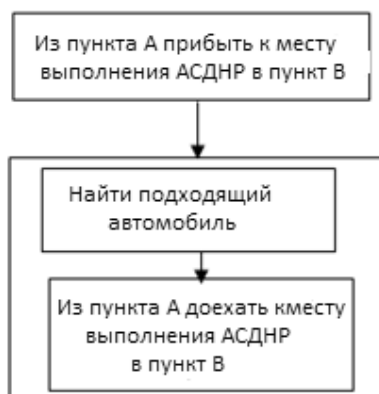 Из пункта А прибыть к месту
выполнения АСДНР в пункт В
Найти подходящий
автомобиль
Из пункта А доехать кместу
выполнения АСДНР
в пункт В